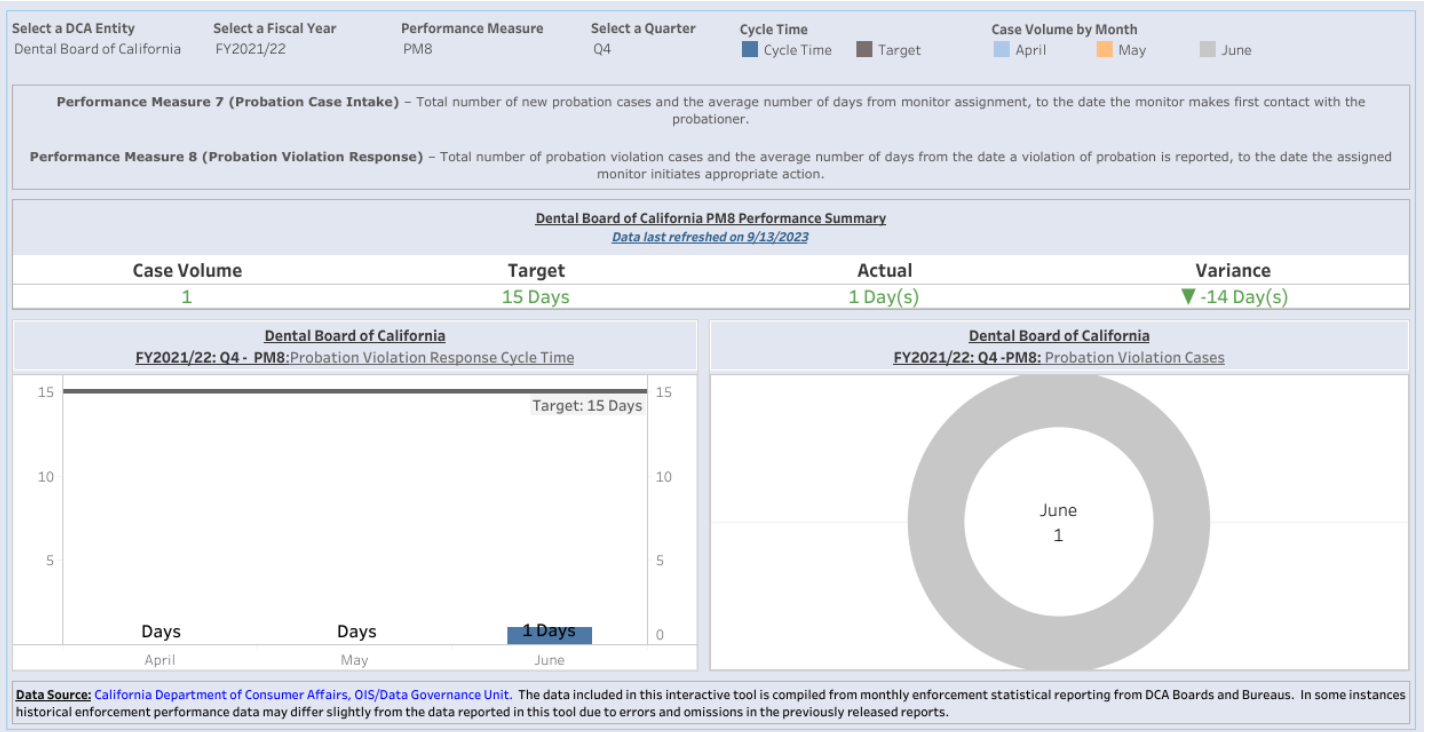 Select a DCA Entity Select a Fiscal Year Performance Measure Select a Quarter Cycle Time Case Volume by Month
Dental Board of California FY2021/22 PM8 Q4 Cycle Time Target April May June
Performance Measure 7 (Probation Case Intake) – Total number of new probation cases and the average number of days from monitor assignment, to the date the monitor makes first contact with the
probationer.
Performance Measure 8 (Probation Violation Response) – Total number of probation violation cases and the average number of days from the date a violation of probation is reported, to the date the assigned
monitor initiates appropriate action.
Dental Board of California PM8 Performance Summary
Data last refreshed on 9/13/2023
Case Volume Target Actual Variance
1 15 Days 1 Day(s) ▼ -14 Day(s)
Dental Board of California
FY2021/22: Q4 - PM8:Probation Violation Response Cycle Time
15 15
Target: 15 Days
10 10
5 5
Days Days 1 Days 0
April May June
Dental Board of California
FY2021/22: Q4 -PM8: Probation Violation Cases
June
1
Data Source: California Department of Consumer Affairs, OIS/Data Governance Unit. The data included in this interactive tool is compiled from monthly enforcement statistical reporting from DCA Boards and Bureaus. In some instances
historical enforcement performance data may differ slightly from the data reported in this tool due to errors and omissions in the previously released reports.